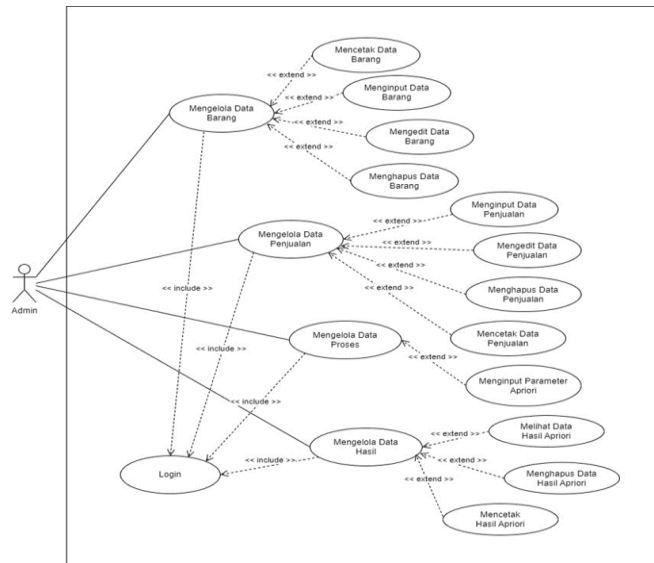 Mencetak Data
Barang
<< extend >>
Menginput Data
Barang
<< extend >>
Mengelola Data
Barang
<< extend >>
Mengedit Data
Barang
<< extend >>
Menghapus Data
Barang
Menginput Data
Penjualan
<< extend >>
Mengelola Data
Penjualan
<< extend >>
Mengedit Data
Penjualan
<< extend >>
Menghapus Data
Penjualan
<< extend >>
<< include >>
Admin
Mencetak Data
Penjualan
Mengelola Data
Proses
<< include >>
<< extend >>
Menginput Parameter
Apriori
<< include >>
Melihat Data
Hasil Apriori
<< extend >>
Mengelola Data
Hasil
<< include >>
<< extend >>
Menghapus Data
Hasil Apriori
Login
<< extend >>
Mencetak
Hasil Apriori